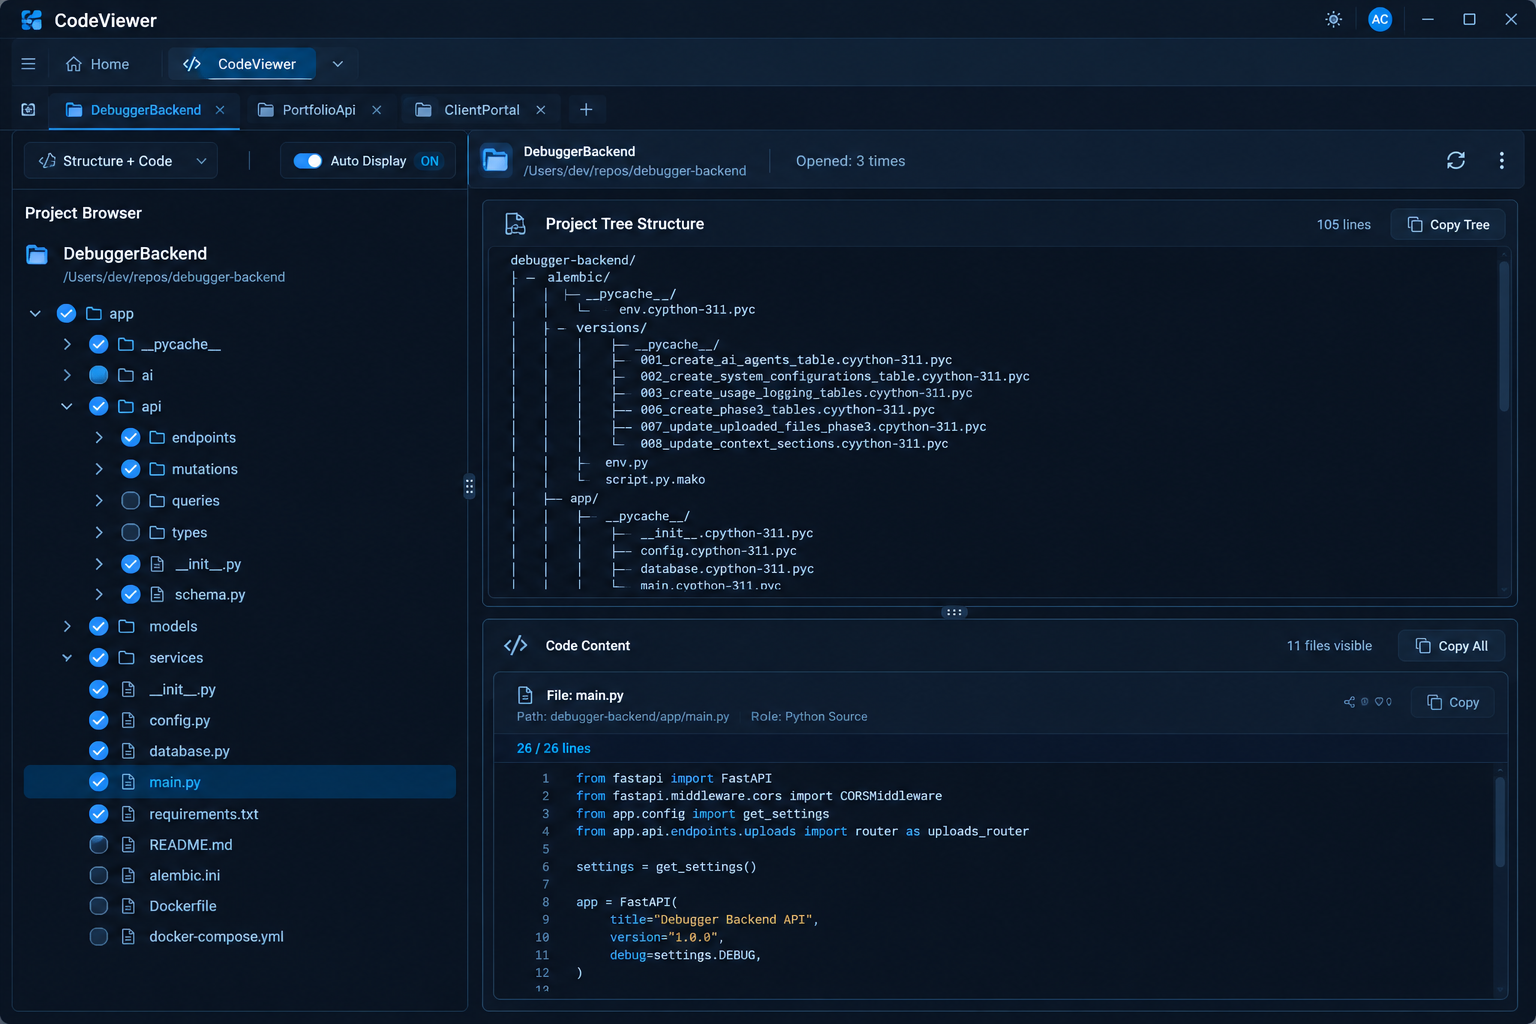 CodeViewer
AC
Home
CodeViewer
DebuggerBackend
PortfolioApi
ClientPortal
Structure + Code
Auto Display ON
DebuggerBackend
/Users/dev/repos/debugger-backend
Opened: 3 times
Project Browser
DebuggerBackend
/Users/dev/repos/debugger-backend
app
__pycache__
ai
api
endpoints
mutations
queries
types
__init__.py
schema.py
models
services
__init__.py
config.py
database.py
main.py
requirements.txt
README.md
alembic.ini
Dockerfile
docker-compose.yml
Project Tree Structure
105 lines
Copy Tree
debugger-backend/
alembic/
__pycache__/
env.cypthon-311.pyc
versions/
__pycache__/
001_create_ai_agents_table.cyython-311.pyc
002_create_system_configurations_table.cyython-311.pyc
003_create_usage_logging_tables.cyython-311.pyc
006_create_phase3_tables.cyython-311.pyc
007_update_uploaded_files_phase3.cpython-311.pyc
008_update_context_sections.cyython-311.pyc
env.py
script.py.mako
app/
__pycache__/
__init__.cpython-311.pyc
config.cypthon-311.pyc
database.cypthon-311.pyc
main.cypthon-311.pyc
Code Content
11 files visible
Copy All
File: main.py
Path: debugger-backend/app/main.py
Role: Python Source
Copy
26 / 26 lines
1 from fastapi import FastAPI
2 from fastapi.middleware.cors import CORSMiddleware
3 from app.config import get_settings
4 from app.api.endpoints.uploads import router as uploads_router
5
6 settings = get_settings()
7
8 app = FastAPI(
9 title="Debugger Backend API",
10 version="1.0.0",
11 debug=settings.DEBUG,
12 )
13